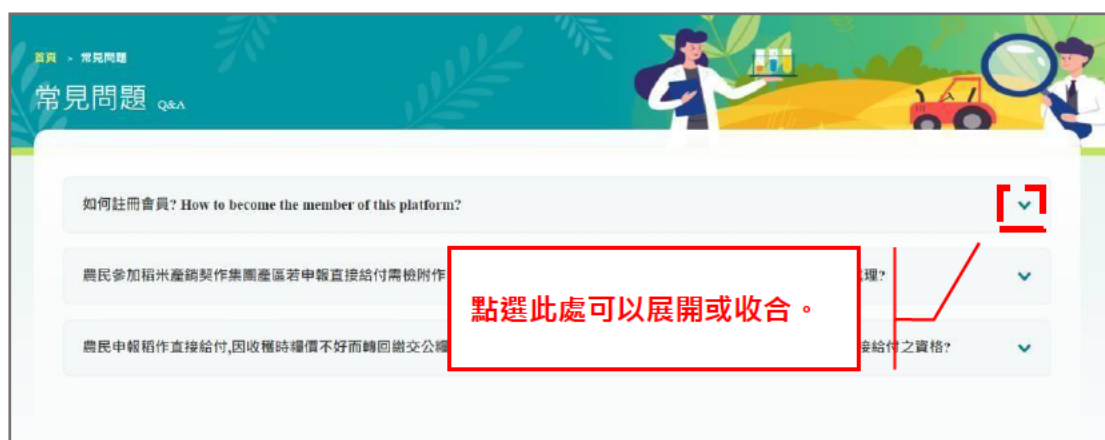 首頁 > 常見問題
常見問題 Q&A
如何註冊會員? How to become the member of this platform?
農民參加稻米產銷契作集團產區若申報直接給付需檢附作 理?
點選此處可以展開或收合。
農民申報稻作直接給付,因收穫時糧價不好而轉回繳交公糧 接給付之資格?